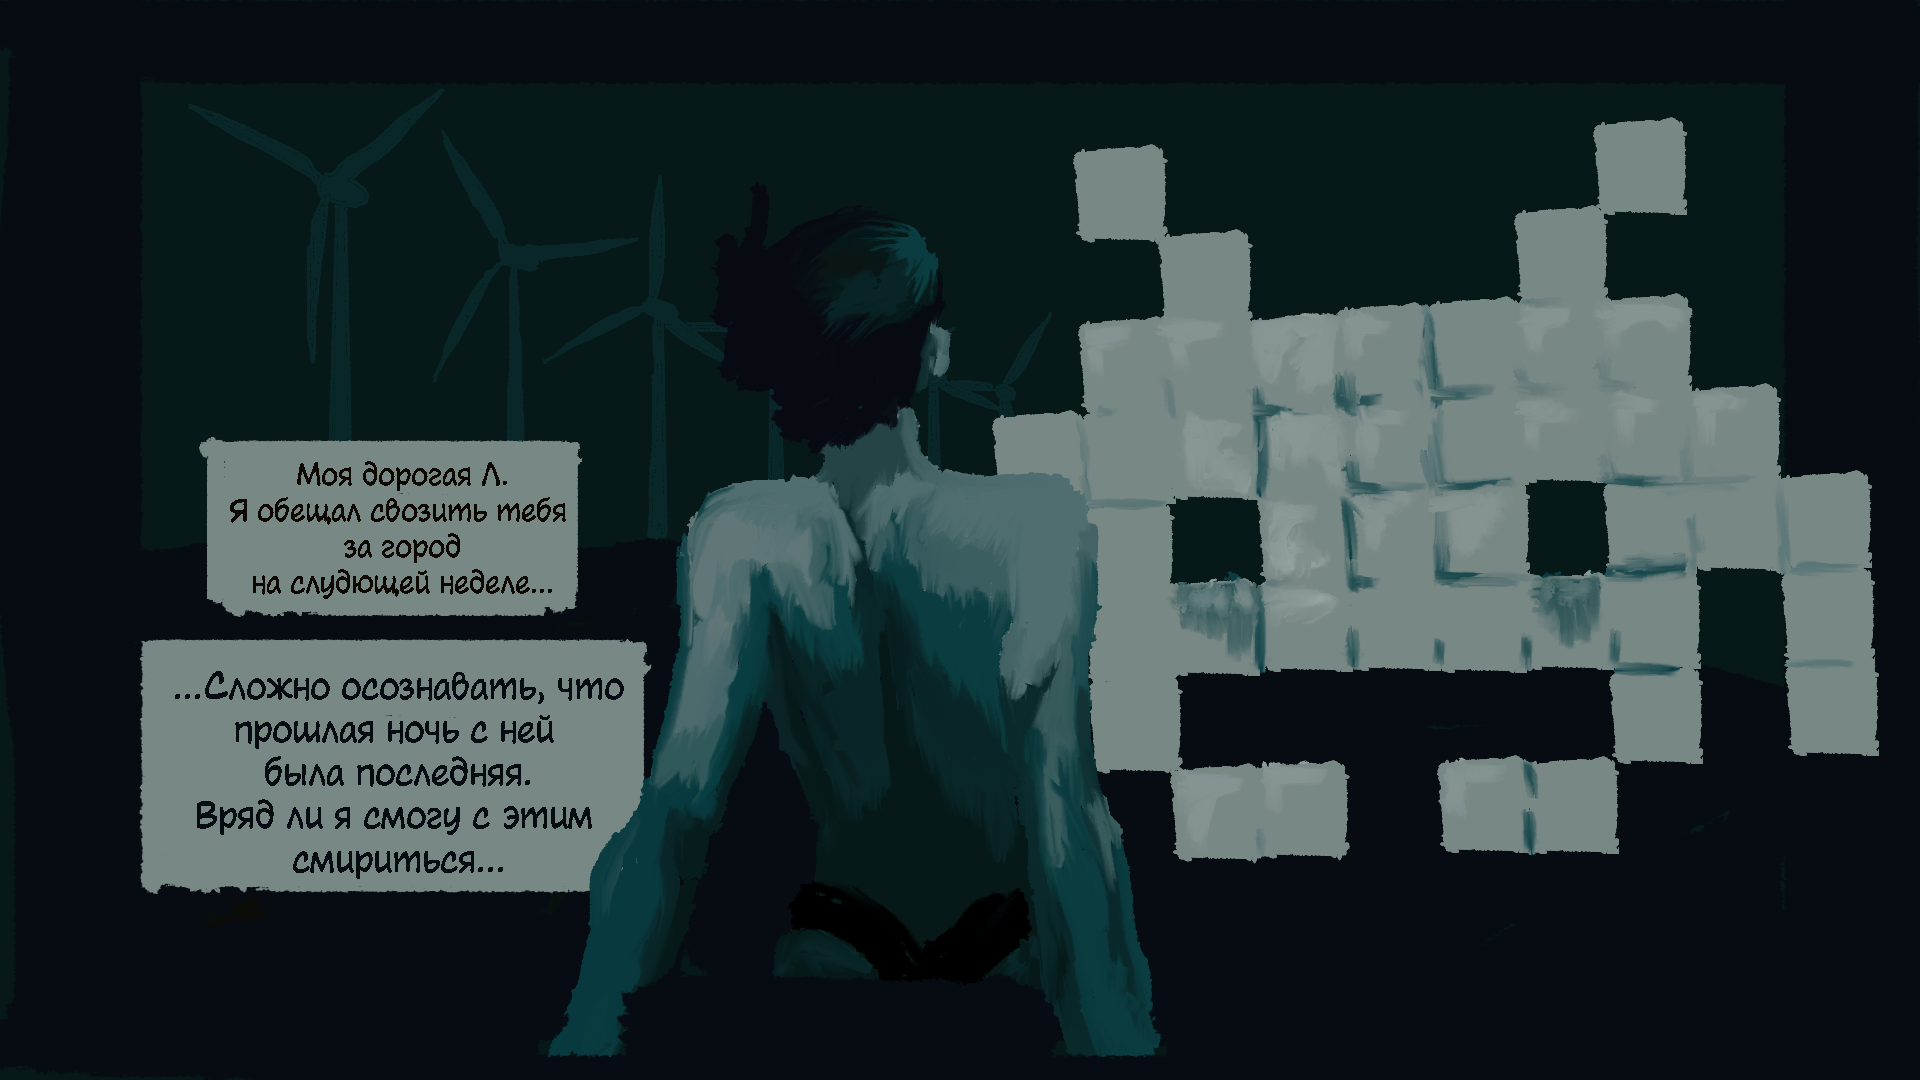 Моя дорогая Л.
Я обещал свозить тебя
за город
на слудющей неделе...
...Сложно осознавать, что
прошлая ночь с ней
была последняя.
Вряд ли я смогу с этим
смириться...